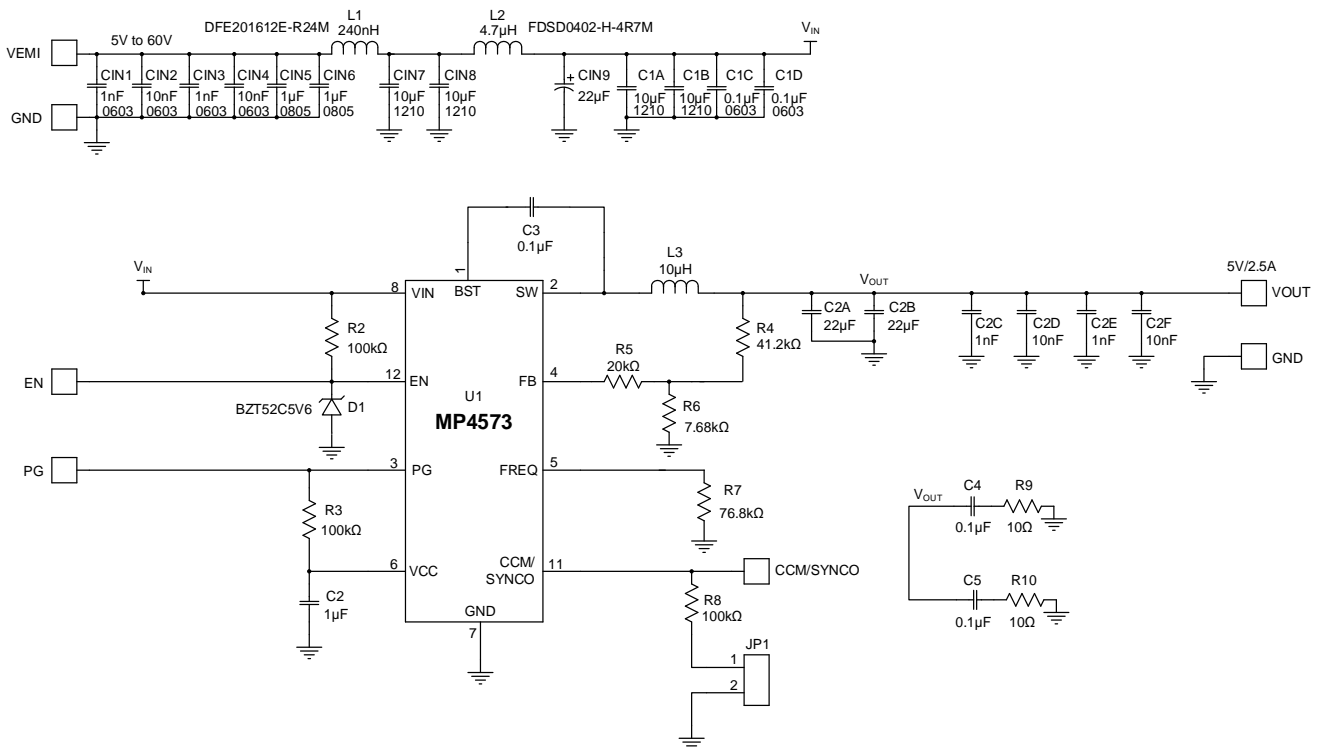 DFE201612E-R24M
L1
240nH
L2
4.7µH
FDSD0402-H-4R7M
VIN
VEMI
5V to 60V
GND
CIN1
1nF
0603
CIN2
10nF
0603
CIN3
1nF
0603
CIN4
10nF
0603
CIN5
1µF
0805
CIN6
1µF
0805
CIN7
10µF
1210
CIN8
10µF
1210
+
CIN9
22µF
C1A
10µF
1210
C1B
10µF
1210
C1C
0.1µF
0603
C1D
0.1µF
0603
C3
0.1µF
VIN
8
VIN
1
BST
SW
2
L3
10µH
VOUT
5V/2.5A
VOUT
R2
100kΩ
R4
41.2kΩ
C2A
22µF
C2B
22µF
C2C
1nF
C2D
10nF
C2E
1nF
C2F
10nF
GND
EN
12
EN
FB
4
R5
20kΩ
R6
7.68kΩ
BZT52C5V6
D1
U1
MP4573
PG
3
PG
FREQ
5
R7
76.8kΩ
R3
100kΩ
6
VCC
C2
1µF
CCM/
SYNCO
11
CCM/SYNCO
R8
100kΩ
GND
7
JP1
1
2
VOUT
C4
0.1µF
R9
10Ω
C5
0.1µF
R10
10Ω